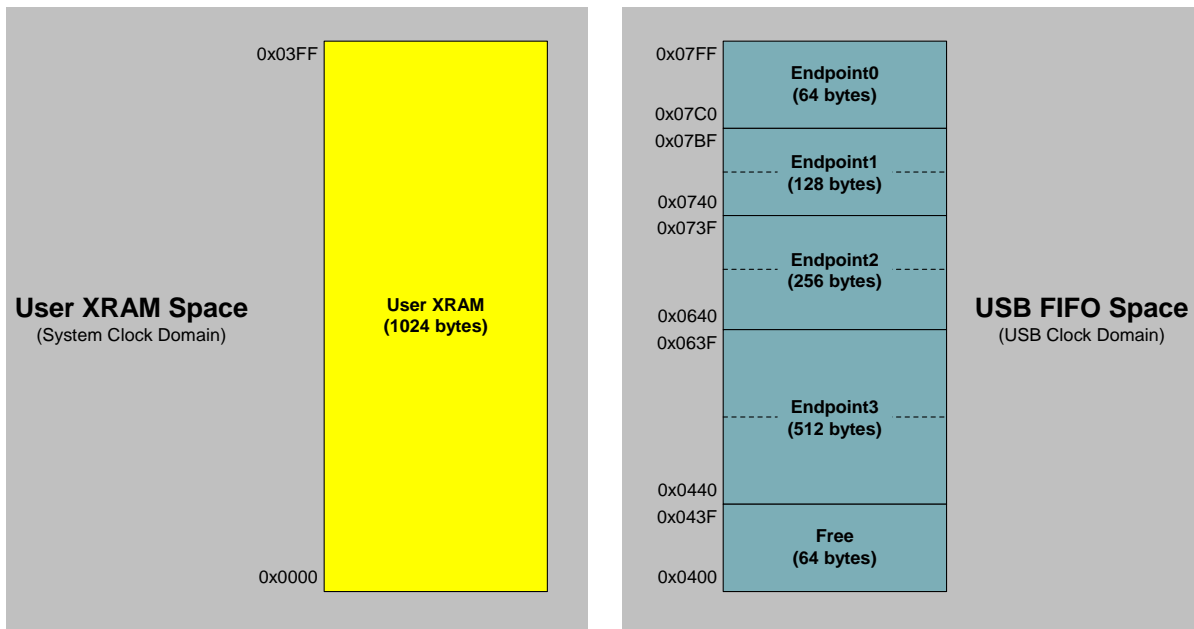 0x03FF
User XRAM Space
(System Clock Domain)
User XRAM
(1024 bytes)
0x0000
0x07FF
Endpoint0
(64 bytes)
0x07C0
0x07BF
Endpoint1
(128 bytes)
0x0740
0x073F
Endpoint2
(256 bytes)
0x0640
0x063F
Endpoint3
(512 bytes)
0x0440
0x043F
Free
(64 bytes)
0x0400
USB FIFO Space
(USB Clock Domain)